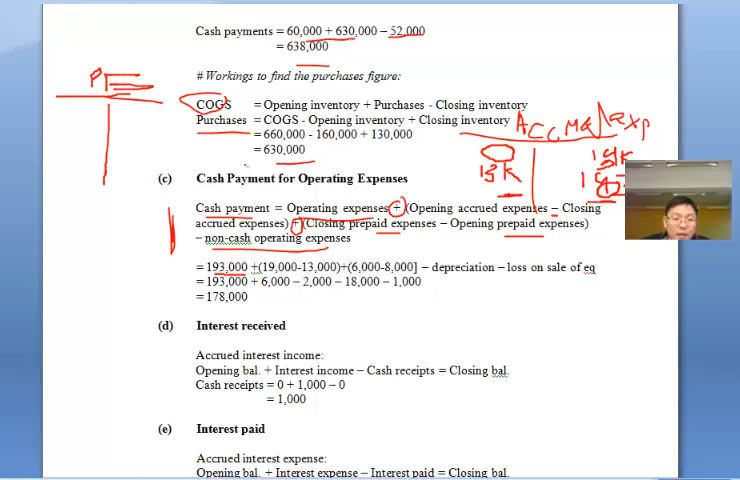 Cash payments = 60,000 + 630,000 – 52,000
= 638,000
# Workings to find the purchases figure:
COGS = Opening inventory + Purchases - Closing inventory
Purchases = COGS - Opening inventory + Closing inventory
= 660,000 - 160,000 + 130,000
= 630,000
(c) Cash Payment for Operating Expenses
Cash payment = Operating expenses + (Opening accrued expenses – Closing
accrued expenses) + (Closing prepaid expenses – Opening prepaid expenses)
– non-cash operating expenses
= 193,000 +(19,000-13,000)+(6,000-8,000] – depreciation – loss on sale of eq
= 193,000 + 6,000 – 2,000 – 18,000 – 1,000
= 178,000
(d) Interest received
Accrued interest income:
Opening bal. + Interest income – Cash receipts = Closing bal.
Cash receipts = 0 + 1,000 – 0
= 1,000
(e) Interest paid
Accrued interest expense:
Opening bal. + Interest expense – Interest paid = Closing bal.